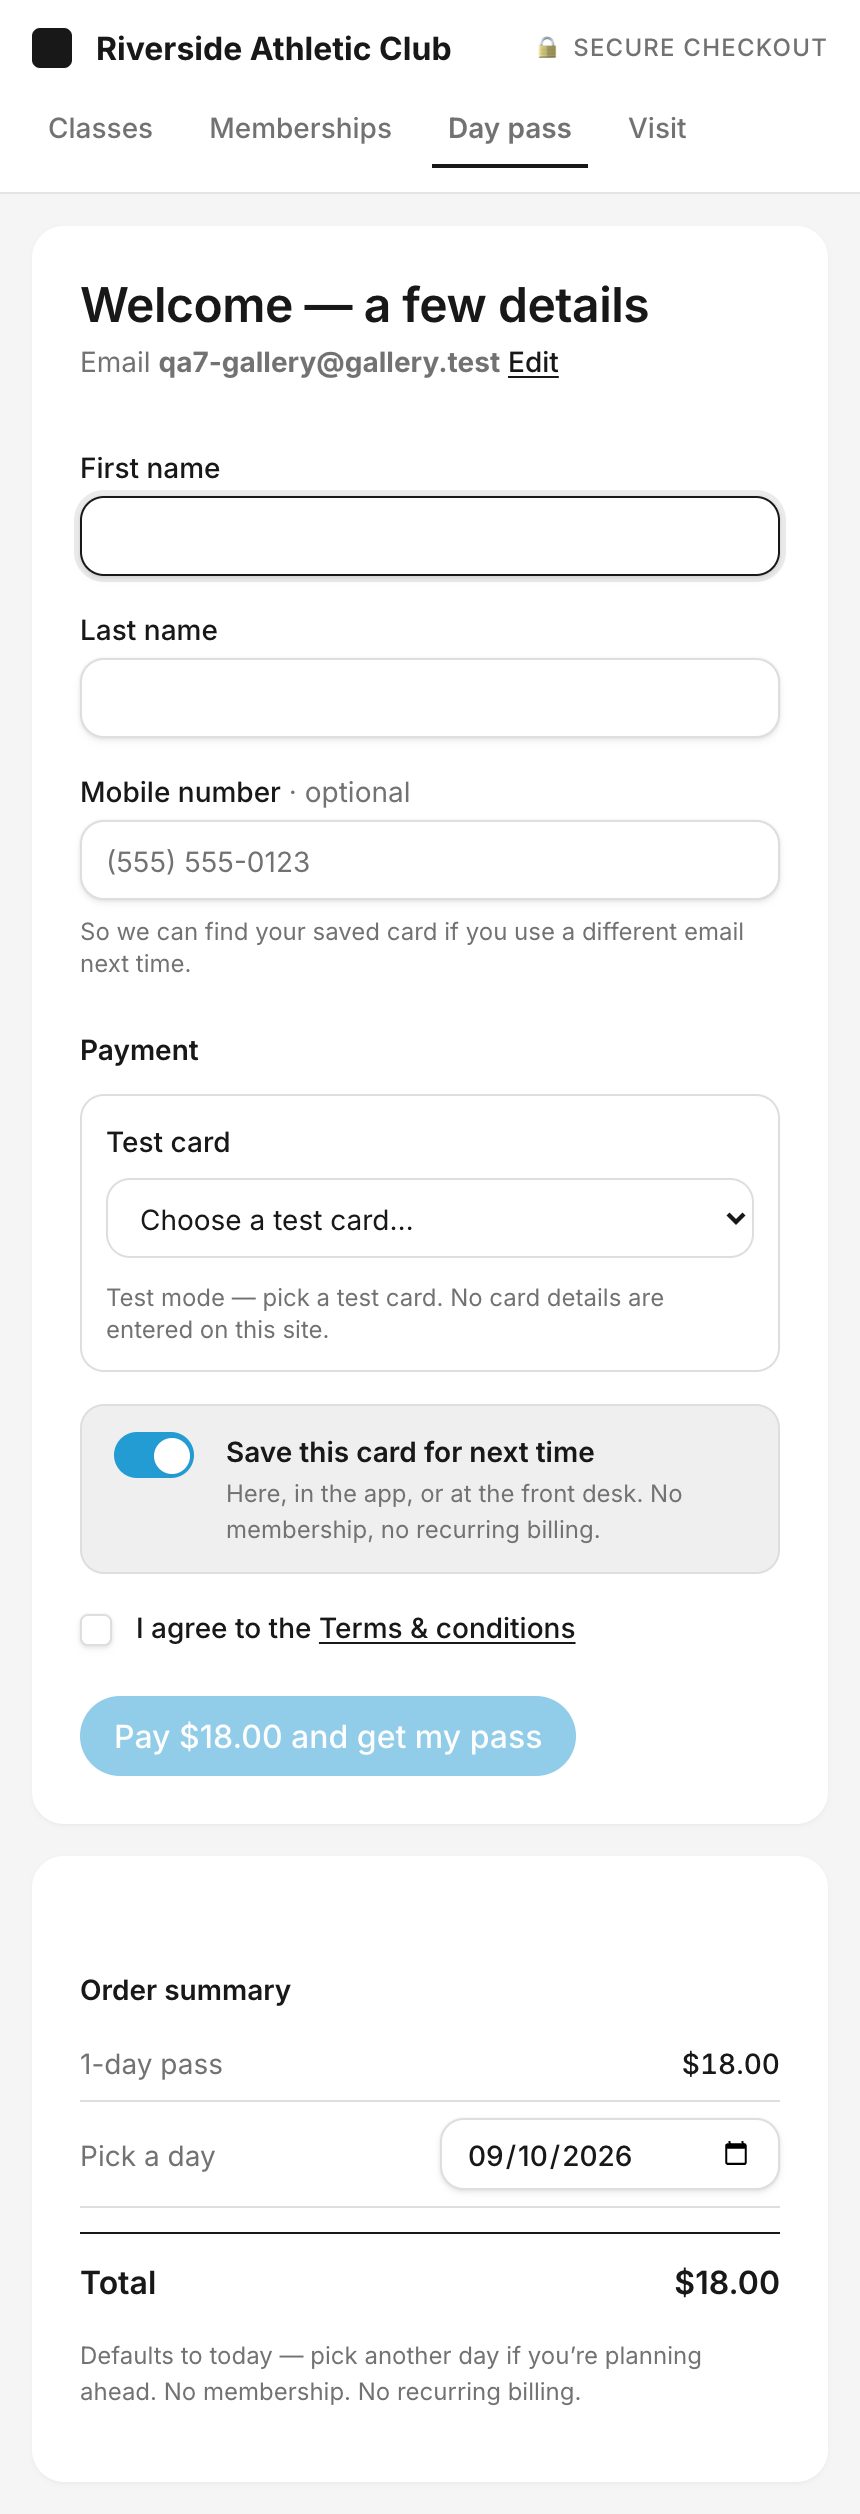 Riverside Athletic Club
🔒 SECURE CHECKOUT
Classes
Memberships
Day pass
Visit
Welcome — a few details
Email qa7-gallery@gallery.test Edit
First name
Last name
Mobile number · optional
(555) 555-0123
So we can find your saved card if you use a different email
next time.
Payment
Test card
Choose a test card...
Test mode — pick a test card. No card details are
entered on this site.
Save this card for next time
Here, in the app, or at the front desk. No
membership, no recurring billing.
I agree to the Terms & conditions
Pay $18.00 and get my pass
Order summary
1-day pass $18.00
Pick a day 09/10/2026
Total $18.00
Defaults to today — pick another day if you’re planning
ahead. No membership. No recurring billing.